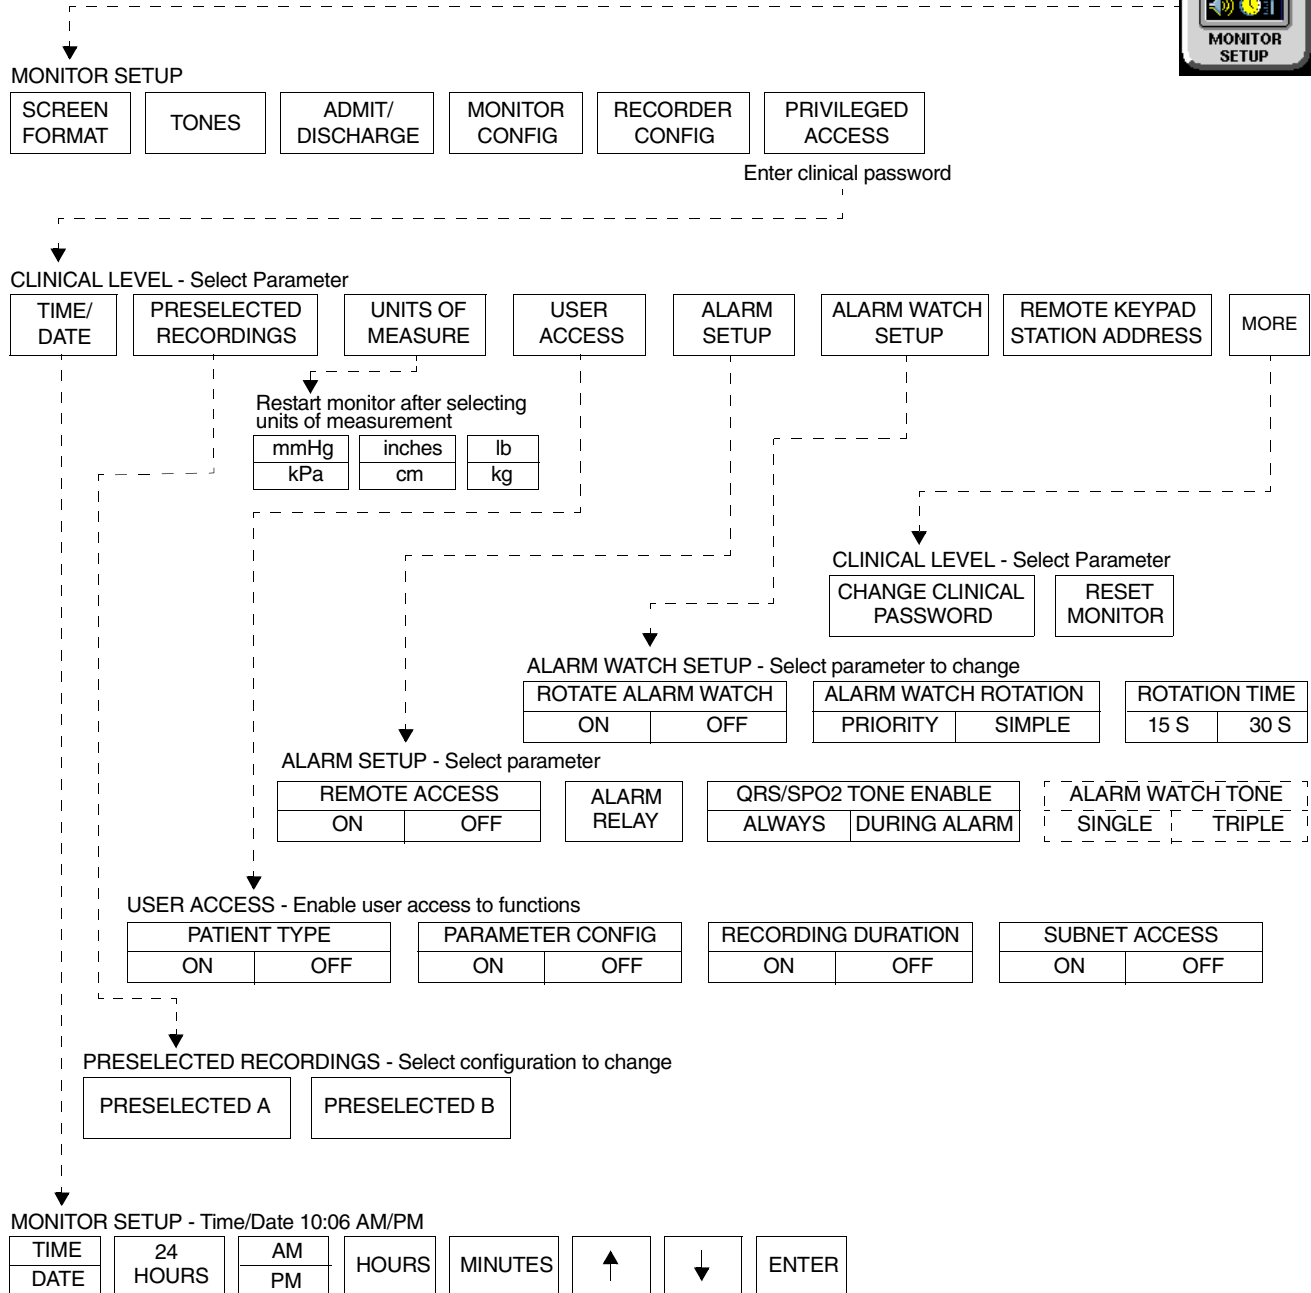 MONITOR
SETUP
MONITOR SETUP
SCREEN
FORMAT
TONES
ADMIT/
DISCHARGE
MONITOR
CONFIG
RECORDER
CONFIG
PRIVILEGED
ACCESS
Enter clinical password
CLINICAL LEVEL - Select Parameter
TIME/
DATE
PRESELECTED
RECORDINGS
UNITS OF
MEASURE
USER
ACCESS
ALARM
SETUP
ALARM WATCH
SETUP
REMOTE KEYPAD
STATION ADDRESS
MORE
Restart monitor after selecting
units of measurement
mmHg
kPa
inches
cm
lb
kg
CLINICAL LEVEL - Select Parameter
CHANGE CLINICAL
PASSWORD
RESET
MONITOR
ALARM WATCH SETUP - Select parameter to change
ROTATE ALARM WATCH
ON OFF
ALARM WATCH ROTATION
PRIORITY SIMPLE
ROTATION TIME
15 S 30 S
ALARM SETUP - Select parameter
REMOTE ACCESS
ON OFF
ALARM
RELAY
QRS/SPO2 TONE ENABLE
ALWAYS DURING ALARM
ALARM WATCH TONE
SINGLE TRIPLE
USER ACCESS - Enable user access to functions
PATIENT TYPE
ON OFF
PARAMETER CONFIG
ON OFF
RECORDING DURATION
ON OFF
SUBNET ACCESS
ON OFF
PRESELECTED RECORDINGS - Select configuration to change
PRESELECTED A
PRESELECTED B
MONITOR SETUP - Time/Date 10:06 AM/PM
TIME
DATE
24
HOURS
AM
PM
HOURS
MINUTES
ENTER